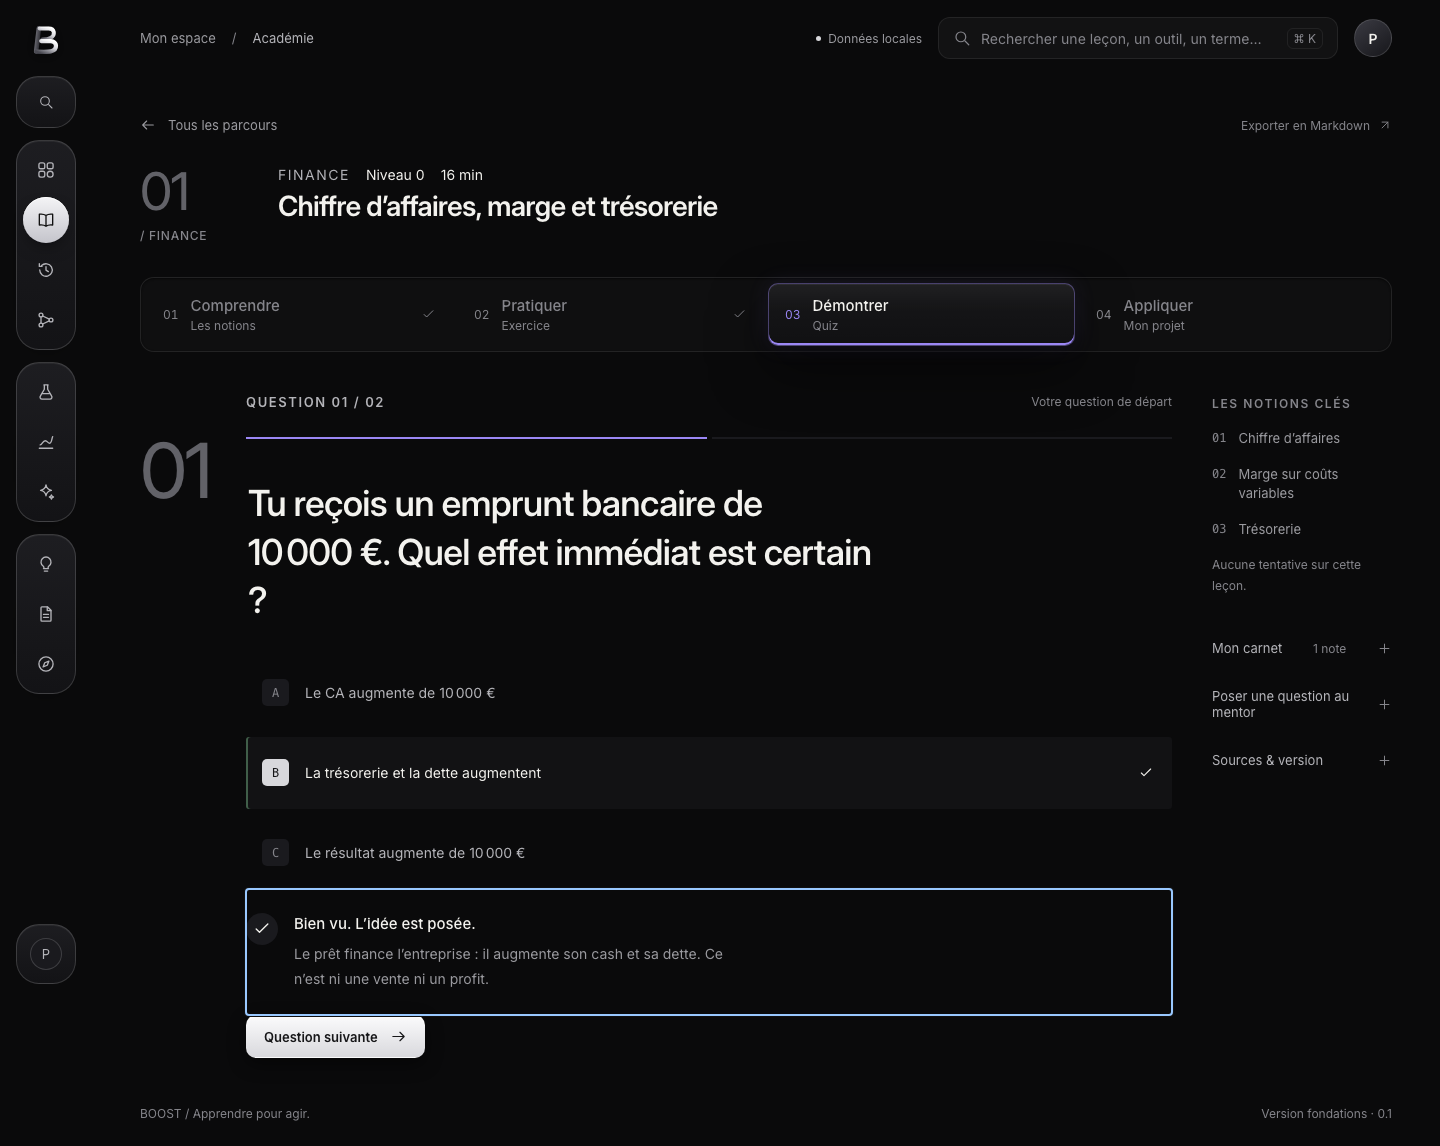 B
Mon espace / Académie
Données locales
Rechercher une leçon, un outil, un terme...
⌘ K
P
Tous les parcours
Exporter en Markdown
01
/ FINANCE
FINANCE Niveau 0 16 min
Chiffre d’affaires, marge et trésorerie
01 Comprendre
Les notions
02 Pratiquer
Exercice
03 Démontrer
Quiz
04 Appliquer
Mon projet
QUESTION 01 / 02
Votre question de départ
01
Tu reçois un emprunt bancaire de
10 000 €. Quel effet immédiat est certain
?
A Le CA augmente de 10 000 €
B La trésorerie et la dette augmentent
C Le résultat augmente de 10 000 €
Bien vu. L’idée est posée.
Le prêt finance l’entreprise : il augmente son cash et sa dette. Ce
n’est ni une vente ni un profit.
Question suivante
LES NOTIONS CLÉS
01 Chiffre d’affaires
02 Marge sur coûts
variables
03 Trésorerie
Aucune tentative sur cette
leçon.
Mon carnet 1 note
Poser une question au
mentor
Sources & version
P
BOOST / Apprendre pour agir.
Version fondations · 0.1